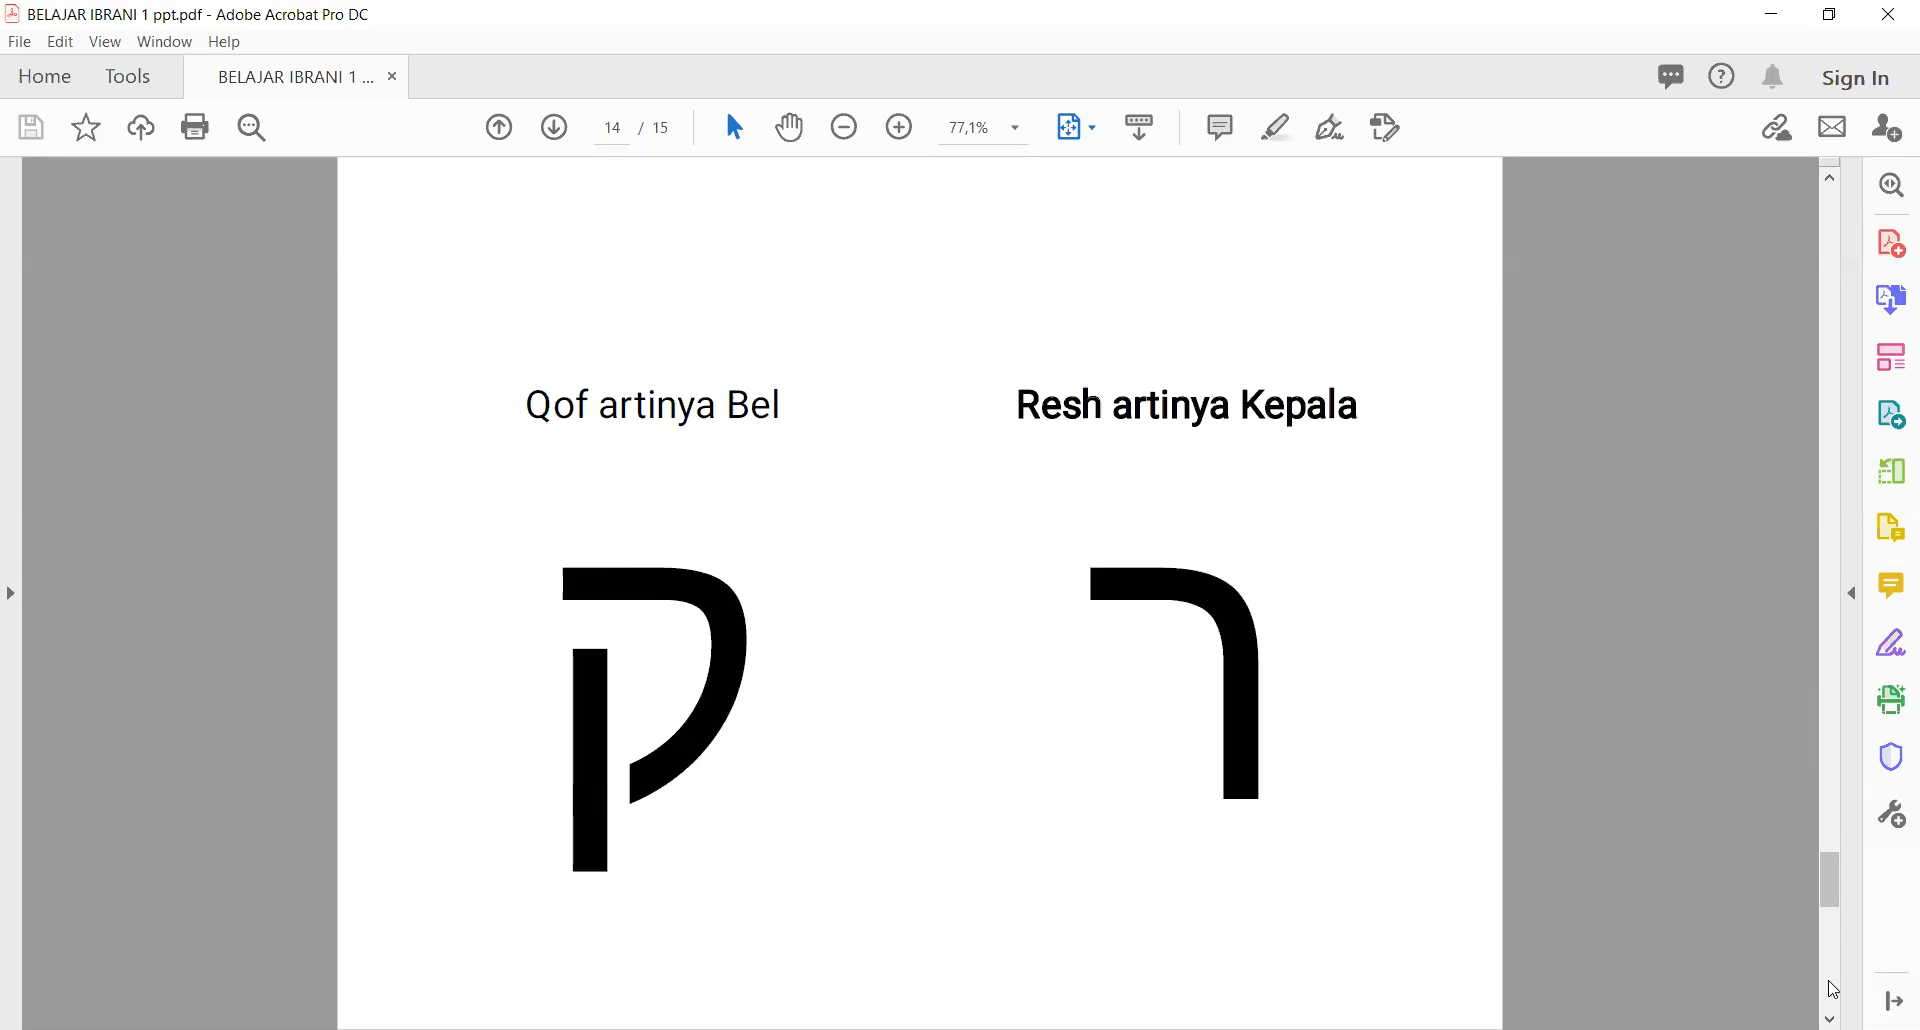 BELAJAR IBRANI 1 ppt.pdf - Adobe Acrobat Pro DC
File Edit View Window Help
Home Tools BELAJAR IBRANI 1 ... × Sign In
14 / 15 77,1%
Qof artinya Bel
Resh artinya Kepala
ק
ר